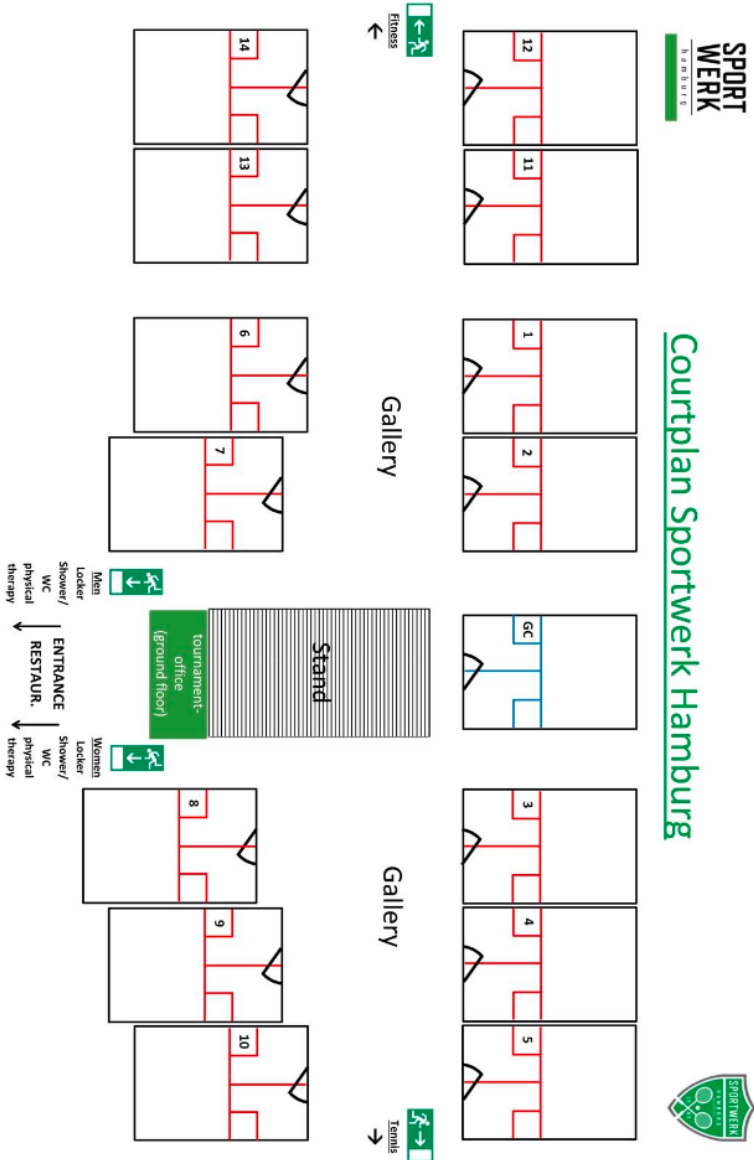 SPORT
WERK
hamburg
Courtplan Sportwerk Hamburg
SPORTWERK
HAMBURG
12
11
1
2
GC
3
4
5
Fitness
Gallery
Stand
Gallery
Tennis
14
13
6
7
8
9
10
tournament-
office
(ground floor)
Men
Locker
Shower/
WC
physical
therapy
ENTRANCE
RESTAUR.
Women
Locker
Shower/
WC
physical
therapy